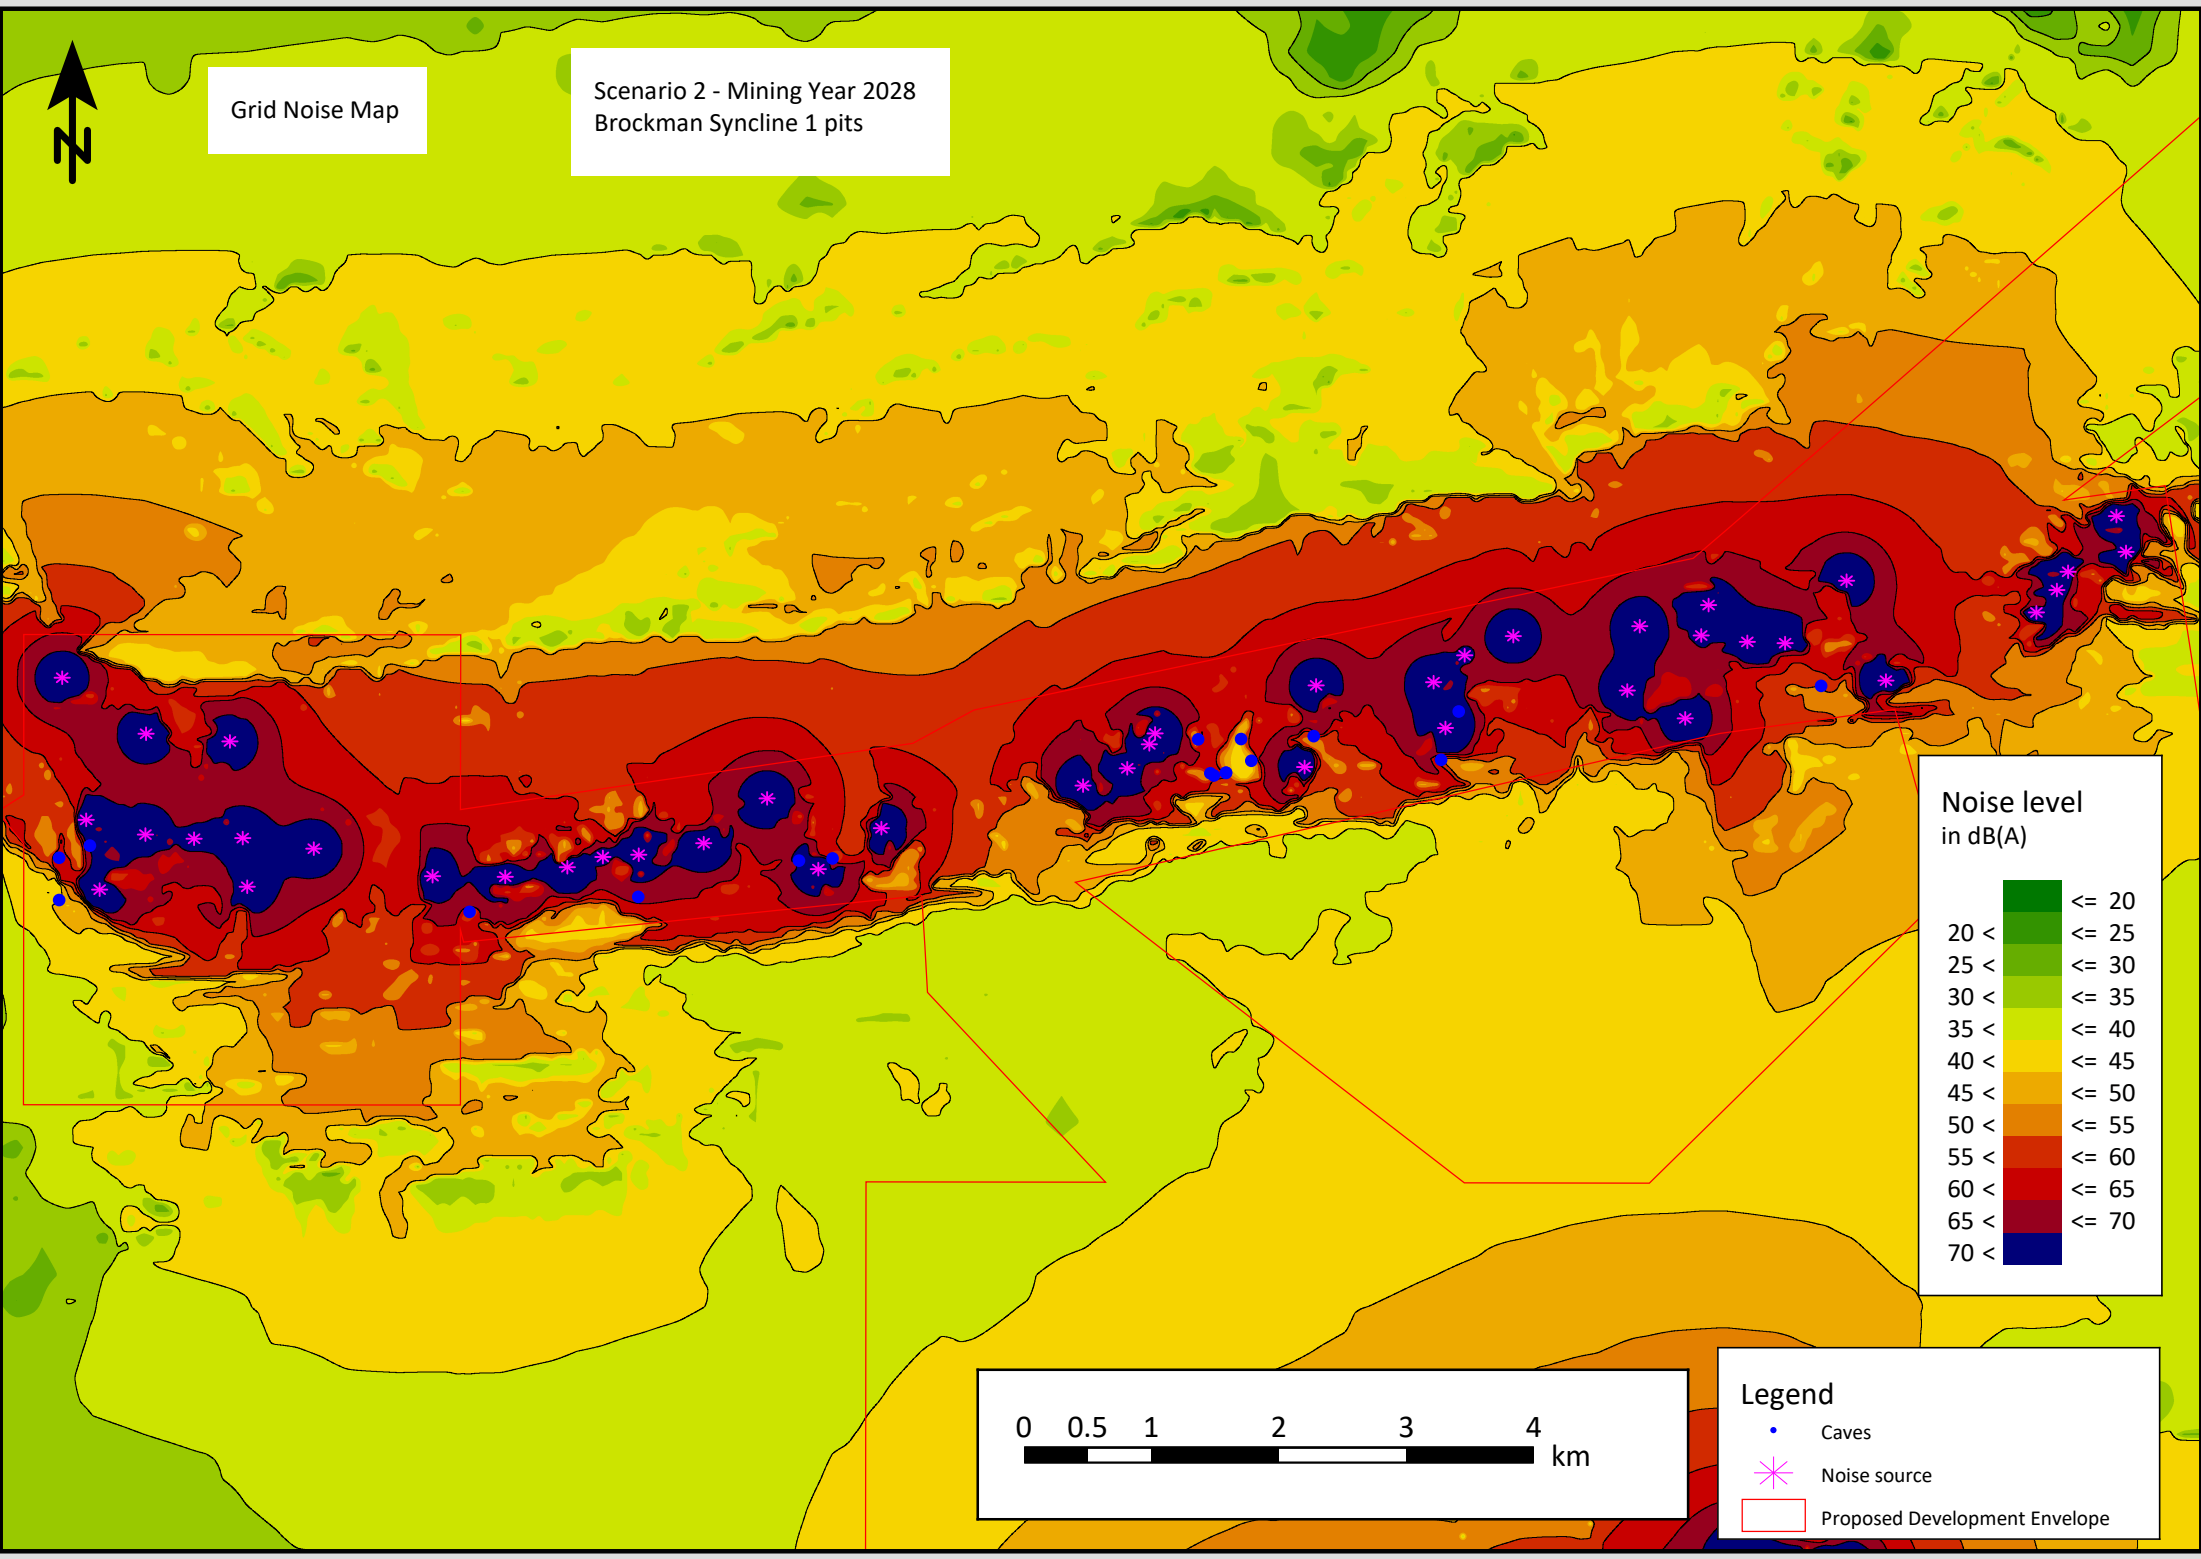 N
Grid Noise Map
Scenario 2 - Mining Year 2028
Brockman Syncline 1 pits
Noise level
in dB(A)
<= 20
20 < <= 25
25 < <= 30
30 < <= 35
35 < <= 40
40 < <= 45
45 < <= 50
50 < <= 55
55 < <= 60
60 < <= 65
65 < <= 70
70 <
0 0.5 1 2 3 4
km
Legend
Caves
Noise source
Proposed Development Envelope